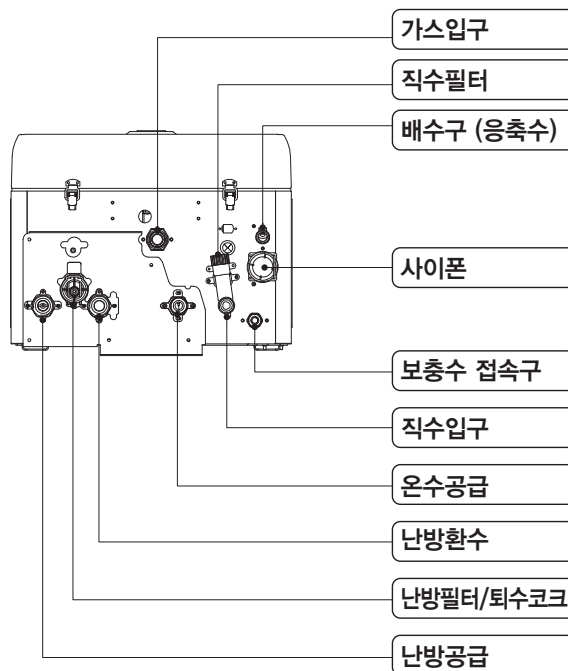 가스입구
직수필터
배수구 (응축수)
사이폰
보충수 접속구
직수입구
온수공급
난방환수
난방필터/퇴수코크
난방공급